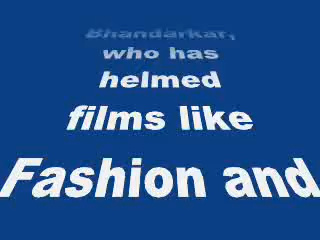 Bhandarkar,
who has
helmed
films like
Fashion and